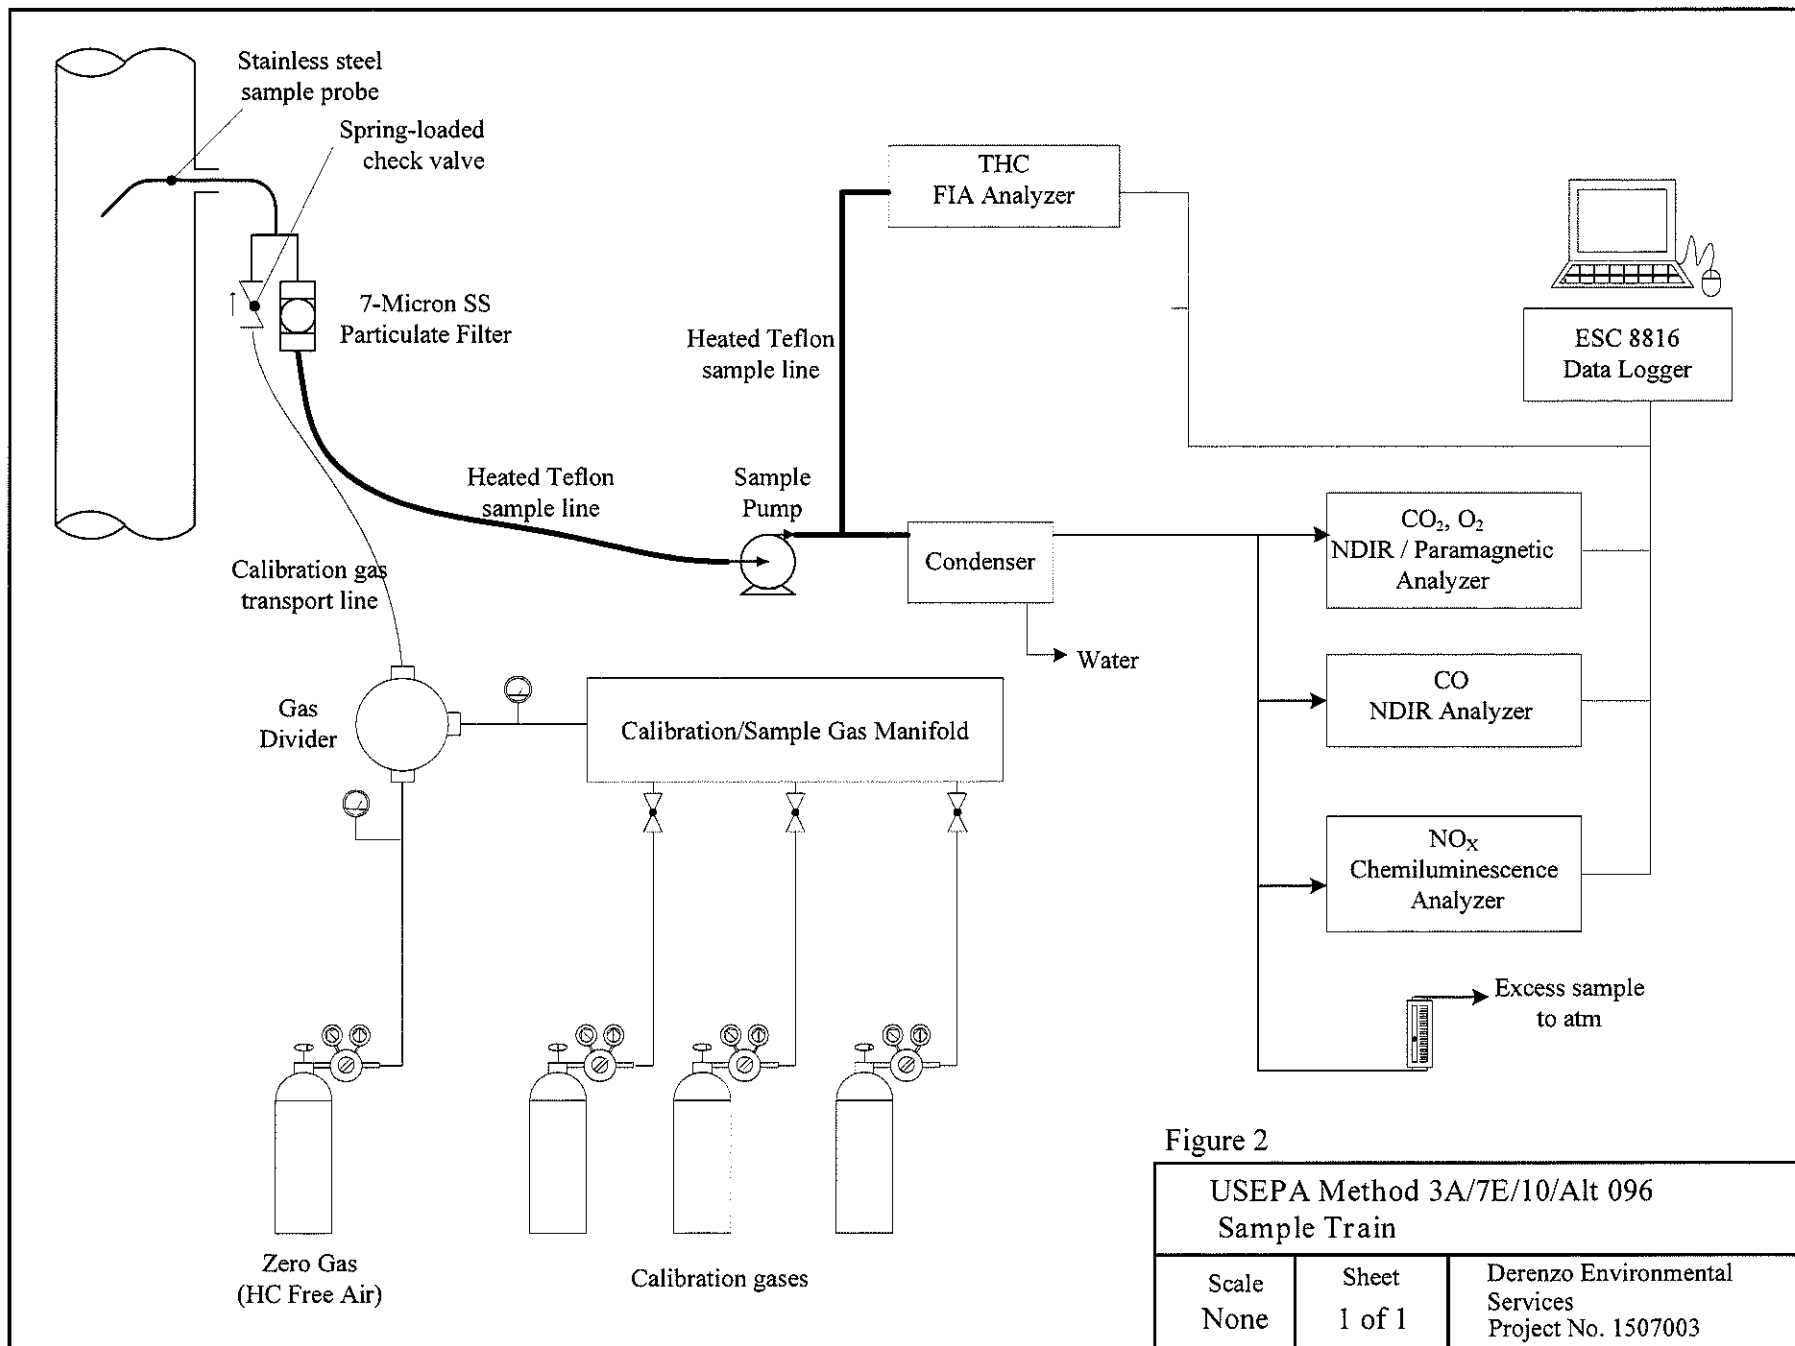 Stainless steel
sample probe
Spring-loaded
check valve
7-Micron SS
Particulate Filter
THC
FIA Analyzer
Heated Teflon
sample line
ESC 8816
Data Logger
Heated Teflon
sample line
Sample
Pump
Condenser
Water
CO₂, O₂
NDIR / Paramagnetic
Analyzer
Calibration gas
transport line
CO
NDIR Analyzer
Gas
Divider
Calibration/Sample Gas Manifold
NOₓ
Chemiluminescence
Analyzer
Excess sample
to atm
Zero Gas
(HC Free Air)
Calibration gases
Figure 2
USEPA Method 3A/7E/10/Alt 096
Sample Train
Scale
None
Sheet
1 of 1
Derenzo Environmental
Services
Project No. 1507003